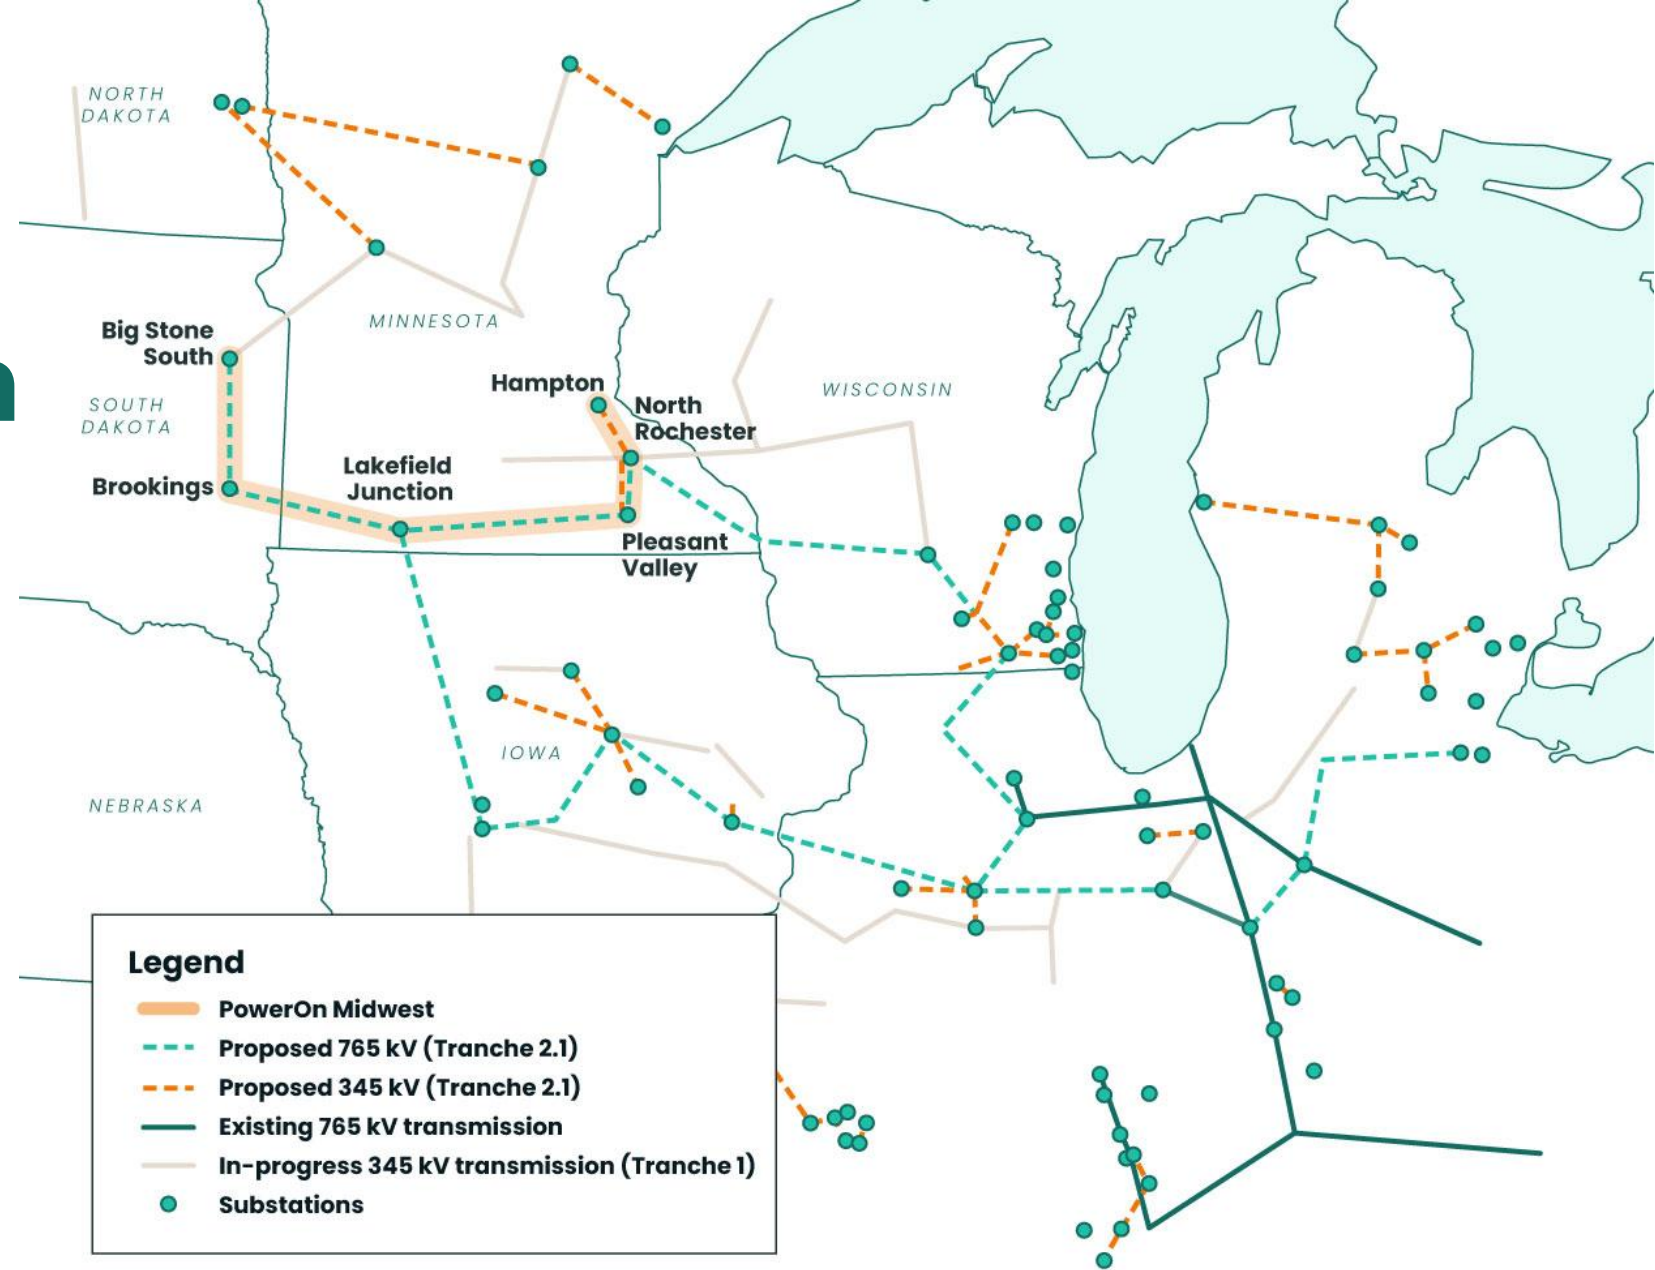 NORTH
DAKOTA
MINNESOTA
Big Stone
South
SOUTH
DAKOTA
Hampton
North
Rochester
WISCONSIN
Lakefield
Junction
Brookings
Pleasant
Valley
IOWA
NEBRASKA
Legend
PowerOn Midwest
Proposed 765 kV (Tranche 2.1)
Proposed 345 kV (Tranche 2.1)
Existing 765 kV transmission
In-progress 345 kV transmission (Tranche 1)
Substations